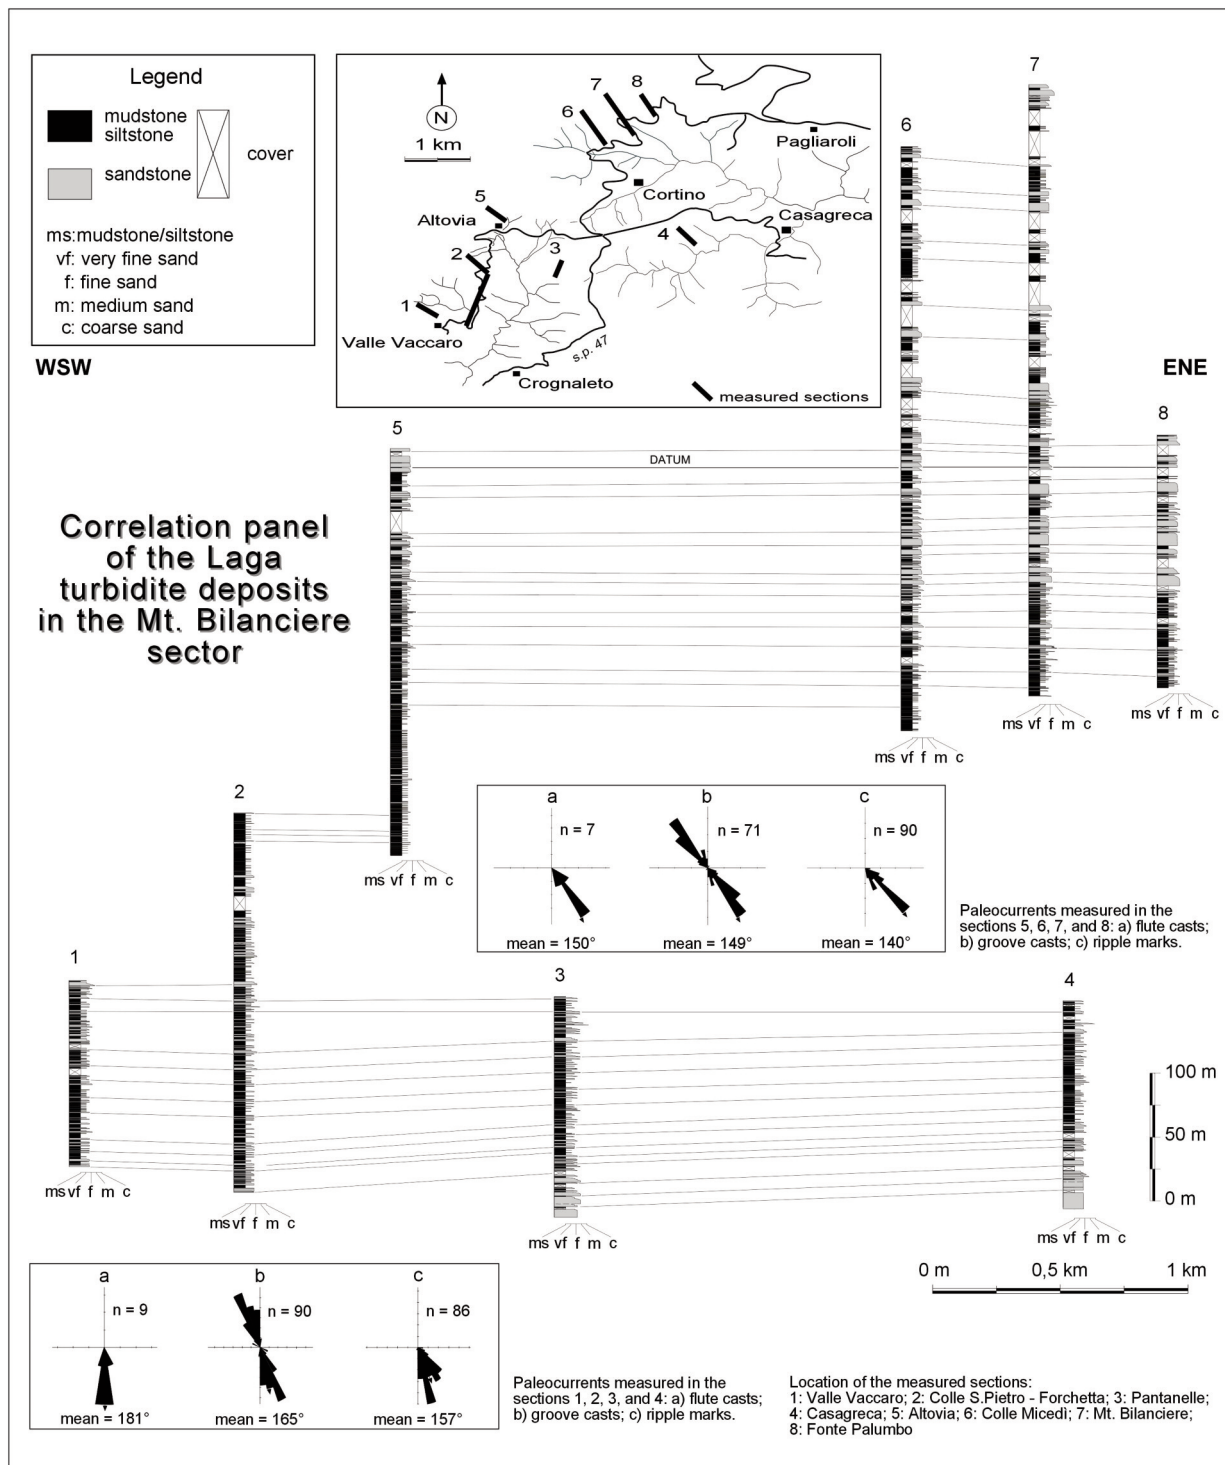 Legend
mudstone
siltstone
sandstone
cover
ms:mudstone/siltstone
vf: very fine sand
f: fine sand
m: medium sand
c: coarse sand
N
1 km
6
7
8
Pagliaroli
Cortino
5
Altovia
Casagreca
4
3
2
1
Valle Vaccaro
s.p. 47
Crognaleto
measured sections
WSW
ENE
7
6
8
5
DATUM
Correlation panel
of the Laga
turbidite deposits
in the Mt. Bilanciere
sector
ms vf f m c
ms vf f m c
ms vf f m c
ms vf f m c
2
a
b
c
n = 7
n = 71
n = 90
mean = 150°
mean = 149°
mean = 140°
Paleocurrents measured in the
sections 5, 6, 7, and 8: a) flute casts;
b) groove casts; c) ripple marks.
1
3
4
100 m
50 m
0 m
ms vf f m c
ms vf f m c
ms vf f m c
ms vf f m c
0 m
0,5 km
1 km
a
b
c
n = 9
n = 90
n = 86
mean = 181°
mean = 165°
mean = 157°
Paleocurrents measured in the
sections 1, 2, 3, and 4: a) flute casts;
b) groove casts; c) ripple marks.
Location of the measured sections:
1: Valle Vaccaro; 2: Colle S.Pietro - Forchetta; 3: Pantanelle;
4: Casagreca; 5: Altovia; 6: Colle Micedì; 7: Mt. Bilanciere;
8: Fonte Palumbo